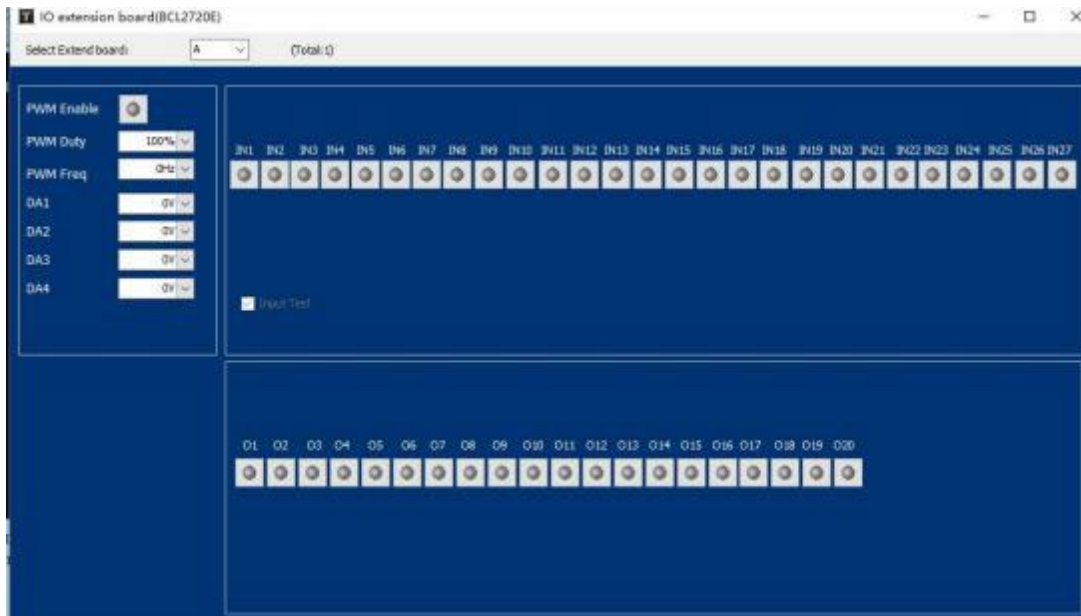 IO extension board(BCL2720E)
Select Extend board: A (Total:1)
PWM Enable
PWM Duty 100%
PWM Freq 0Hz
DA1 0V
DA2 0V
DA3 0V
DA4 0V
IN1 IN2 IN3 IN4 IN5 IN6 IN7 IN8 IN9 IN10 IN11 IN12 IN13 IN14 IN15 IN16 IN17 IN18 IN19 IN20 IN21 IN22 IN23 IN24 IN25 IN26 IN27
Input Test
O1 O2 O3 O4 O5 O6 O7 O8 O9 O10 O11 O12 O13 O14 O15 O16 O17 O18 O19 O20